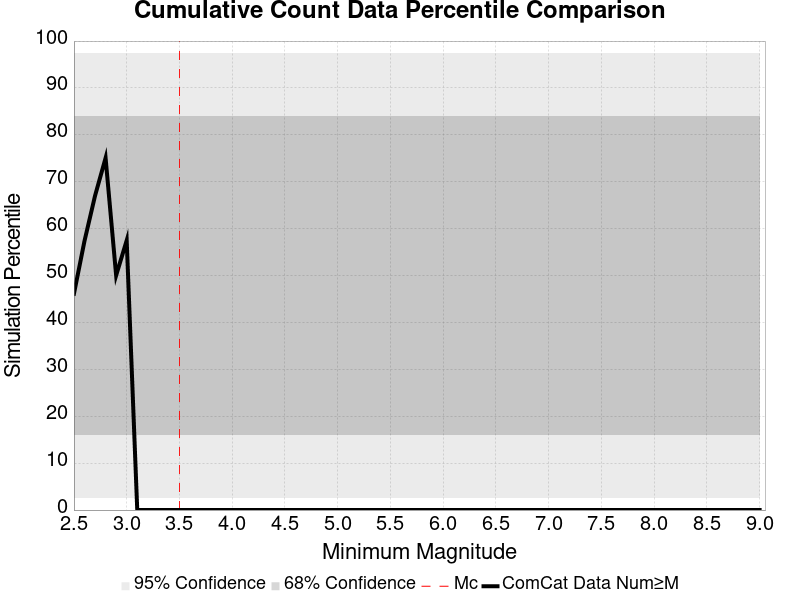 Cumulative Count Data Percentile Comparison
Simulation Percentile
100
90
80
70
60
50
40
30
20
10
0
2.5 3.0 3.5 4.0 4.5 5.0 5.5 6.0 6.5 7.0 7.5 8.0 8.5 9.0
Minimum Magnitude
95% Confidence 68% Confidence Mc ComCat Data Num≥M